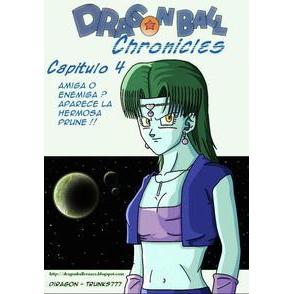 DRAGON BALL
Chronicles
Capitulo 4
AMIGA O
ENEMIGA ?
APARECE LA
HERMOSA
PRUNE !!
DIRAGON - TRUNKS777